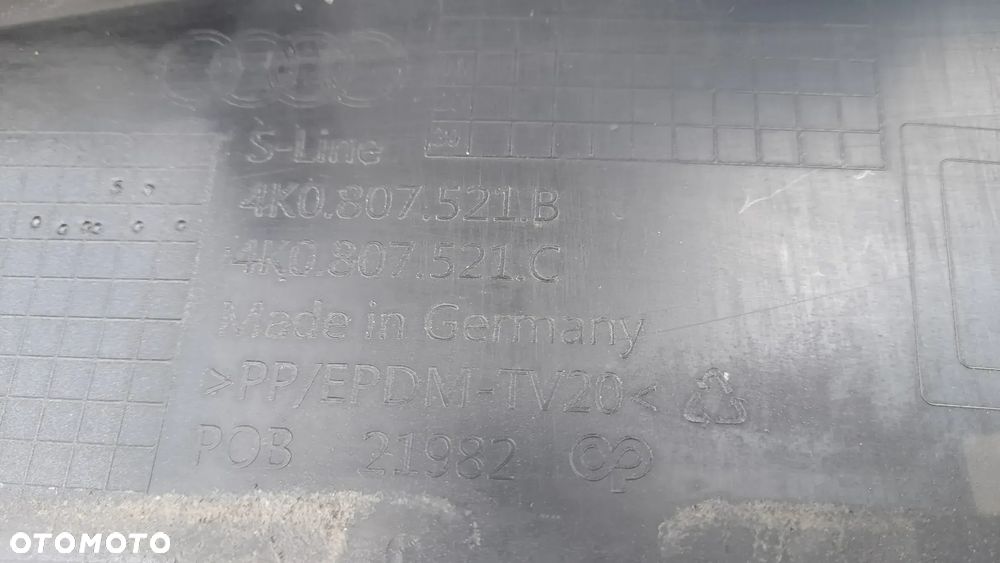 S-Line
4K0.807.521.B
4K0.807.521.C
Made in Germany
>PP/EPDM-TV20<
POB 21982
OTOMOTO